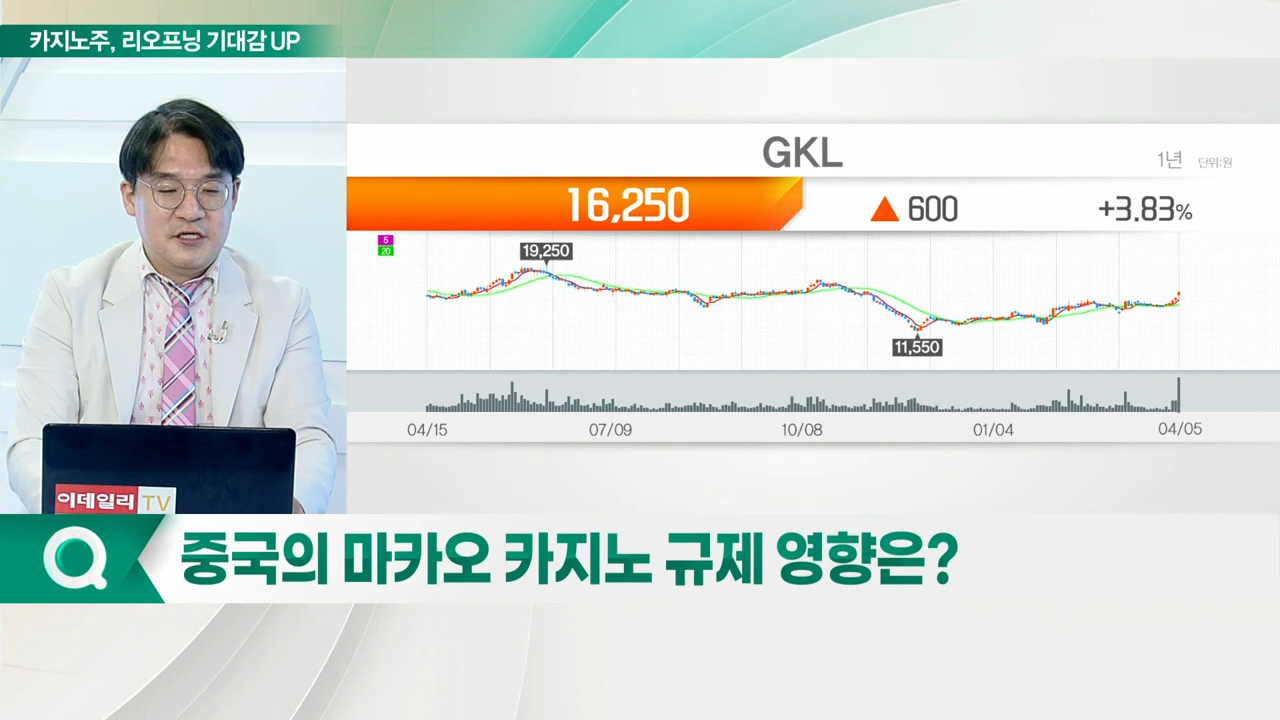 카지노주, 리오프닝 기대감 UP
GKL
1년 단위:원
16,250
▲ 600
+3.83%
5
20
19,250
11,550
04/15
07/09
10/08
01/04
04/05
이데일리 TV
Q
중국의 마카오 카지노 규제 영향은?